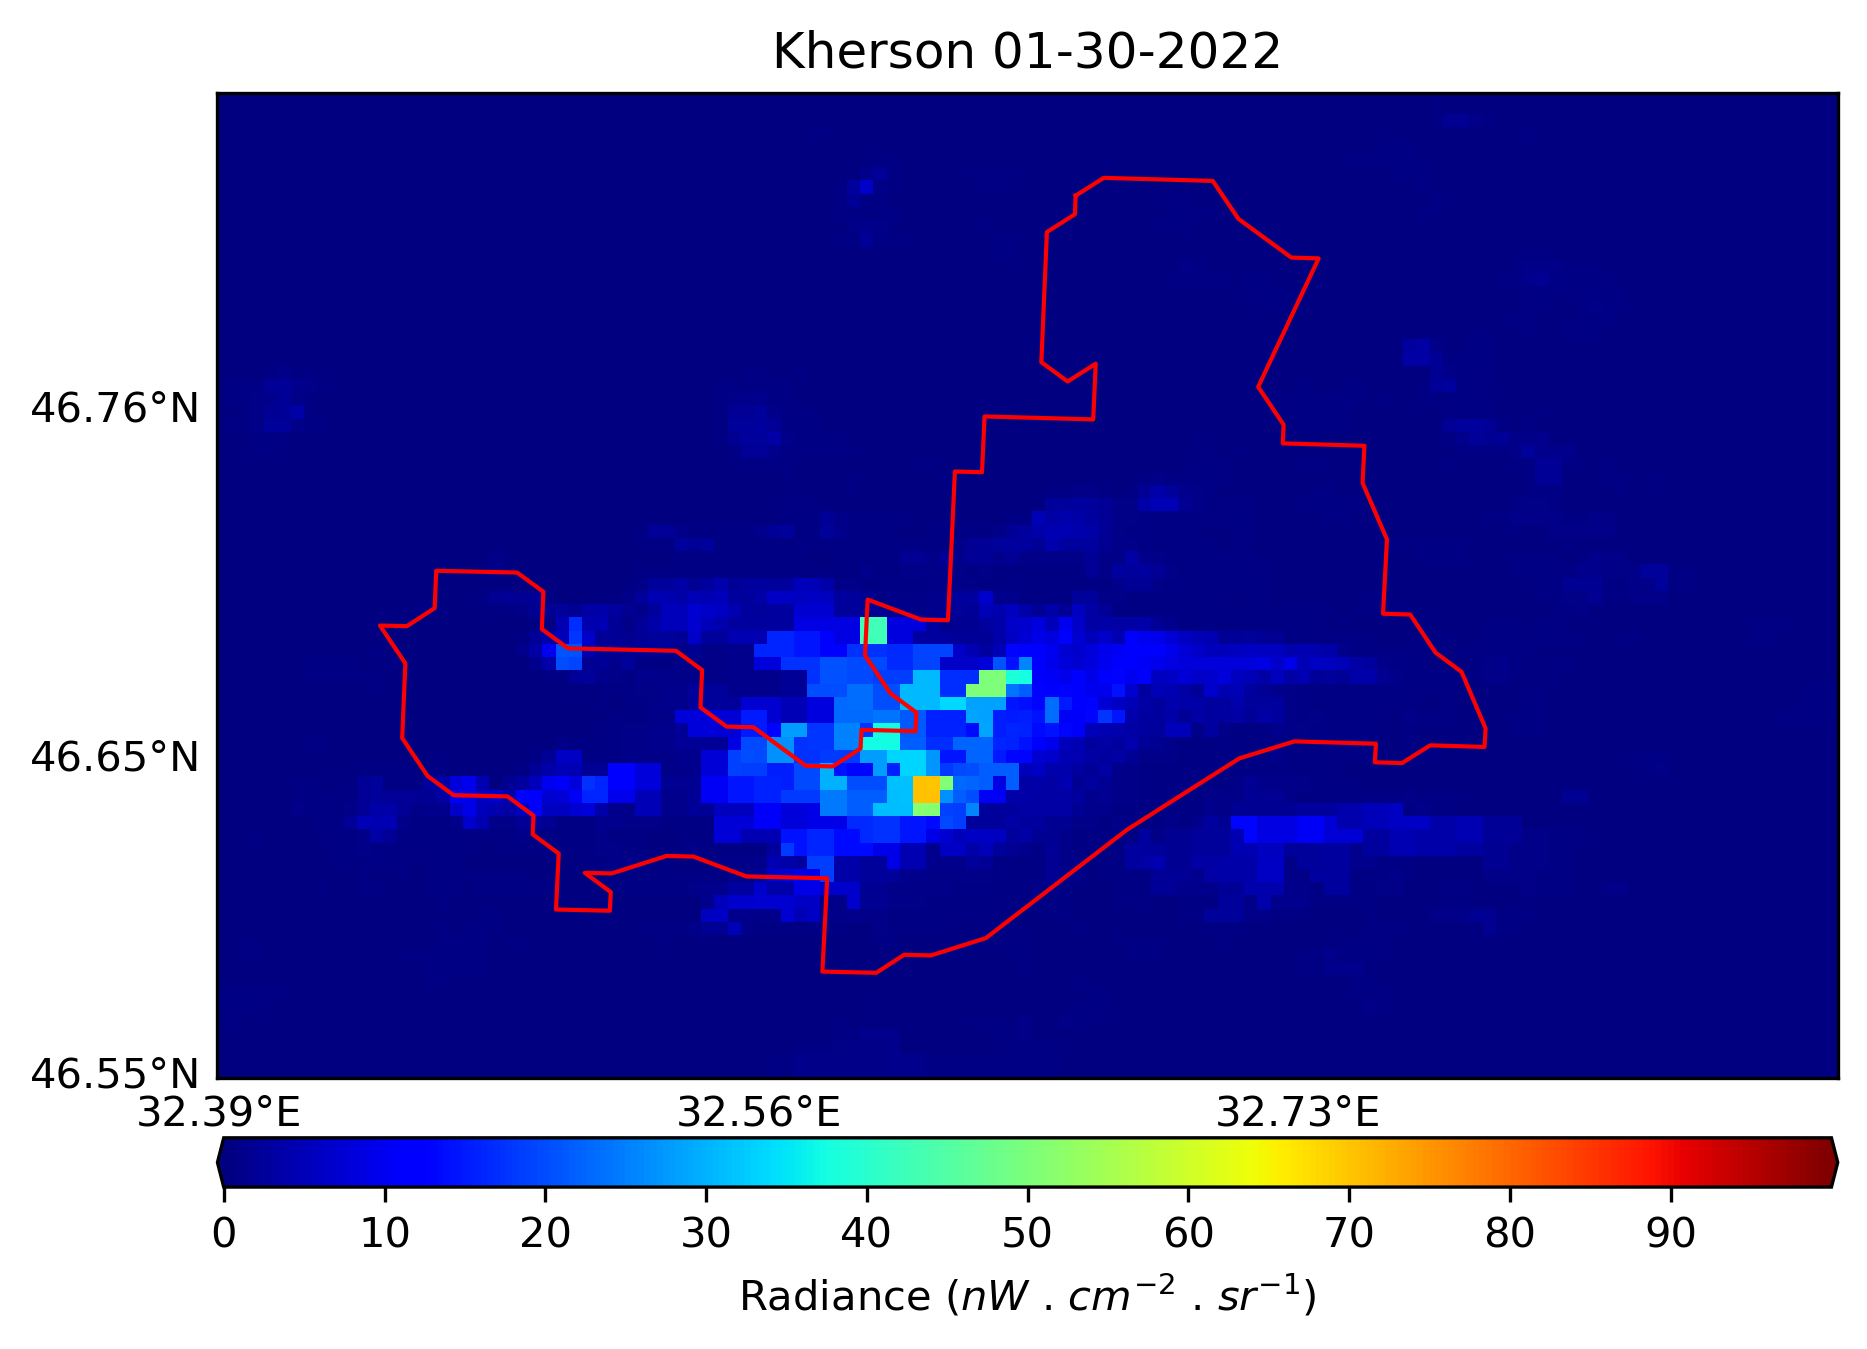 Kherson 01-30-2022
46.76°N
46.65°N
46.55°N
32.39°E 32.56°E 32.73°E
0 10 20 30 40 50 60 70 80 90
Radiance (nW . cm⁻² . sr⁻¹)